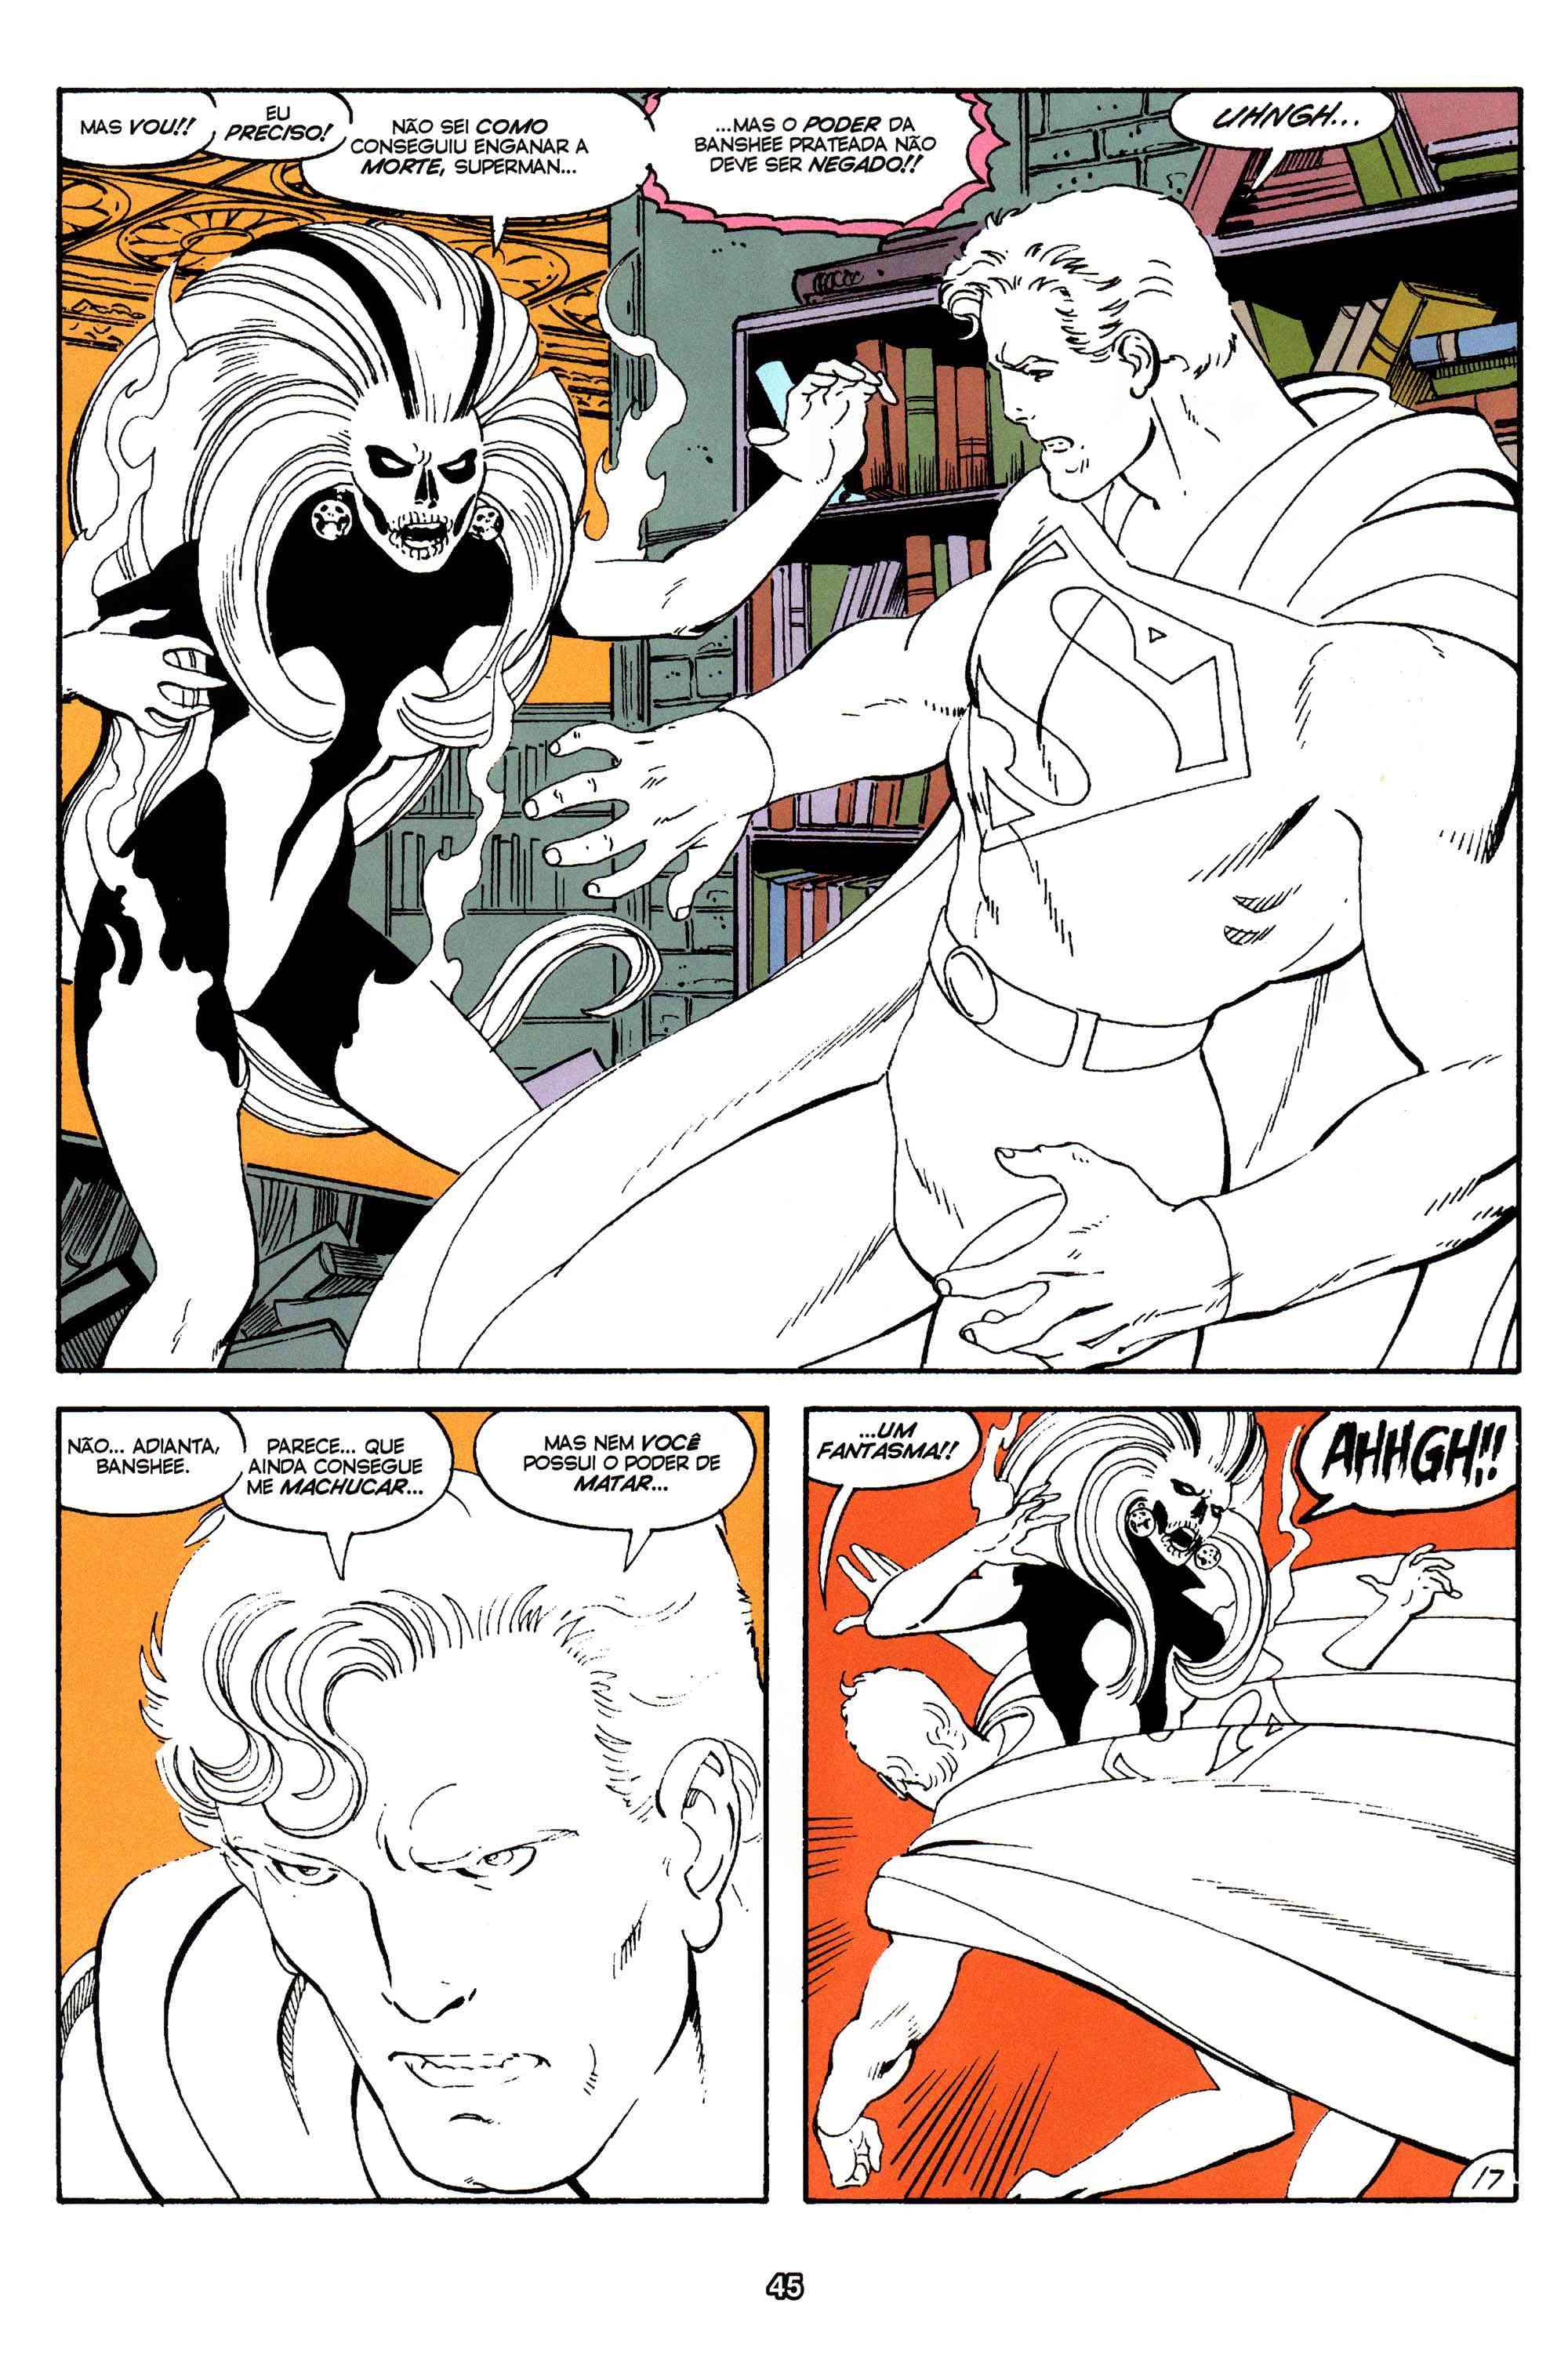 MAS VOU!!
EU
PRECISO!
NÃO SEI COMO
CONSEGUIU ENGANAR A
MORTE, SUPERMAN...
...MAS O PODER DA
BANSHEE PRATEADA NÃO
DEVE SER NEGADO!!
UHNGH...
NÃO... ADIANTA,
BANSHEE.
PARECE... QUE
AINDA CONSEGUE
ME MACHUCAR...
MAS NEM VOCÊ
POSSUI O PODER DE
MATAR...
...UM
FANTASMA!!
AHHGH!!
17
45